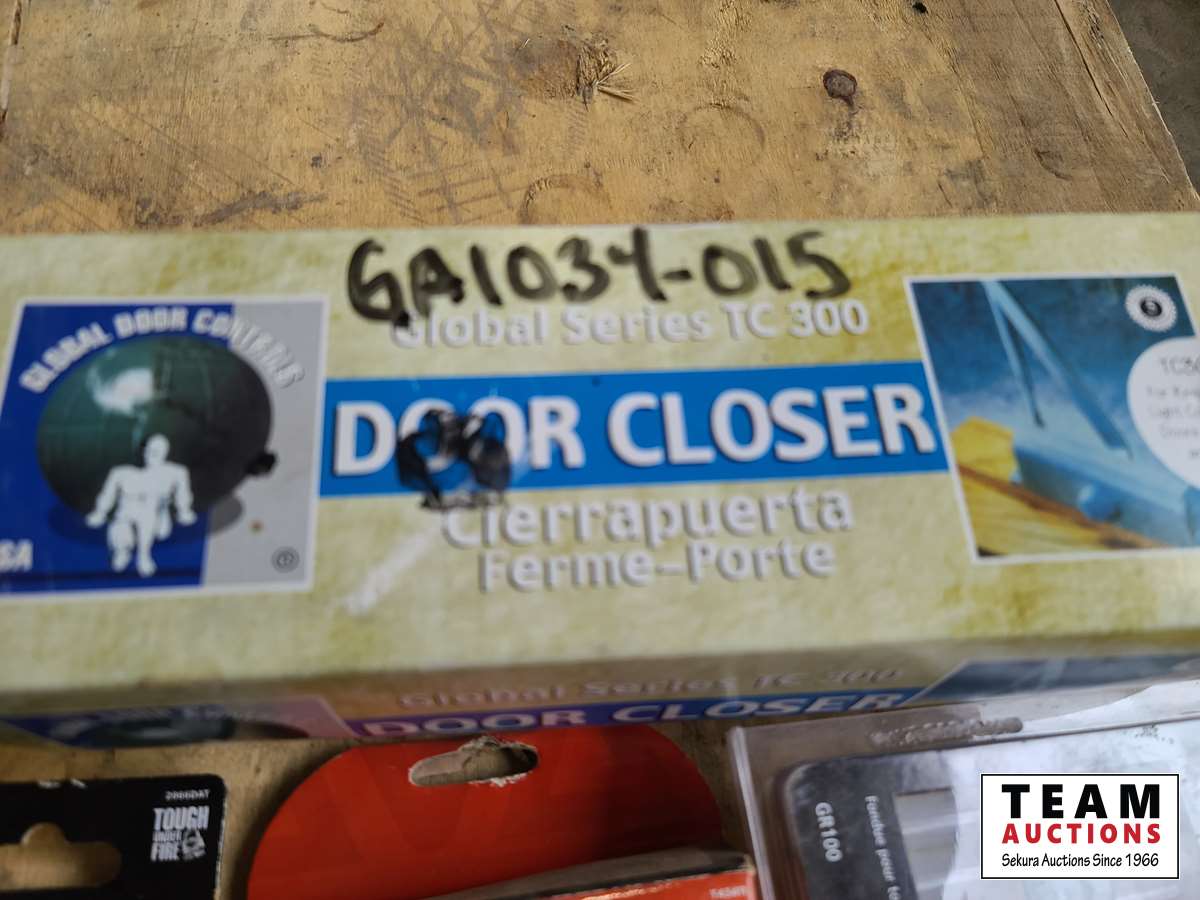 GA1034-015
Global Series TC 300
GLOBAL DOOR CONTROLS
DOOR CLOSER
Cierrapuerta
Ferme-Porte
Global Series TC 300
DOOR CLOSER
TOUGH
UNDER
FIRE
GR100
TEAM
AUCTIONS
Sekura Auctions Since 1966